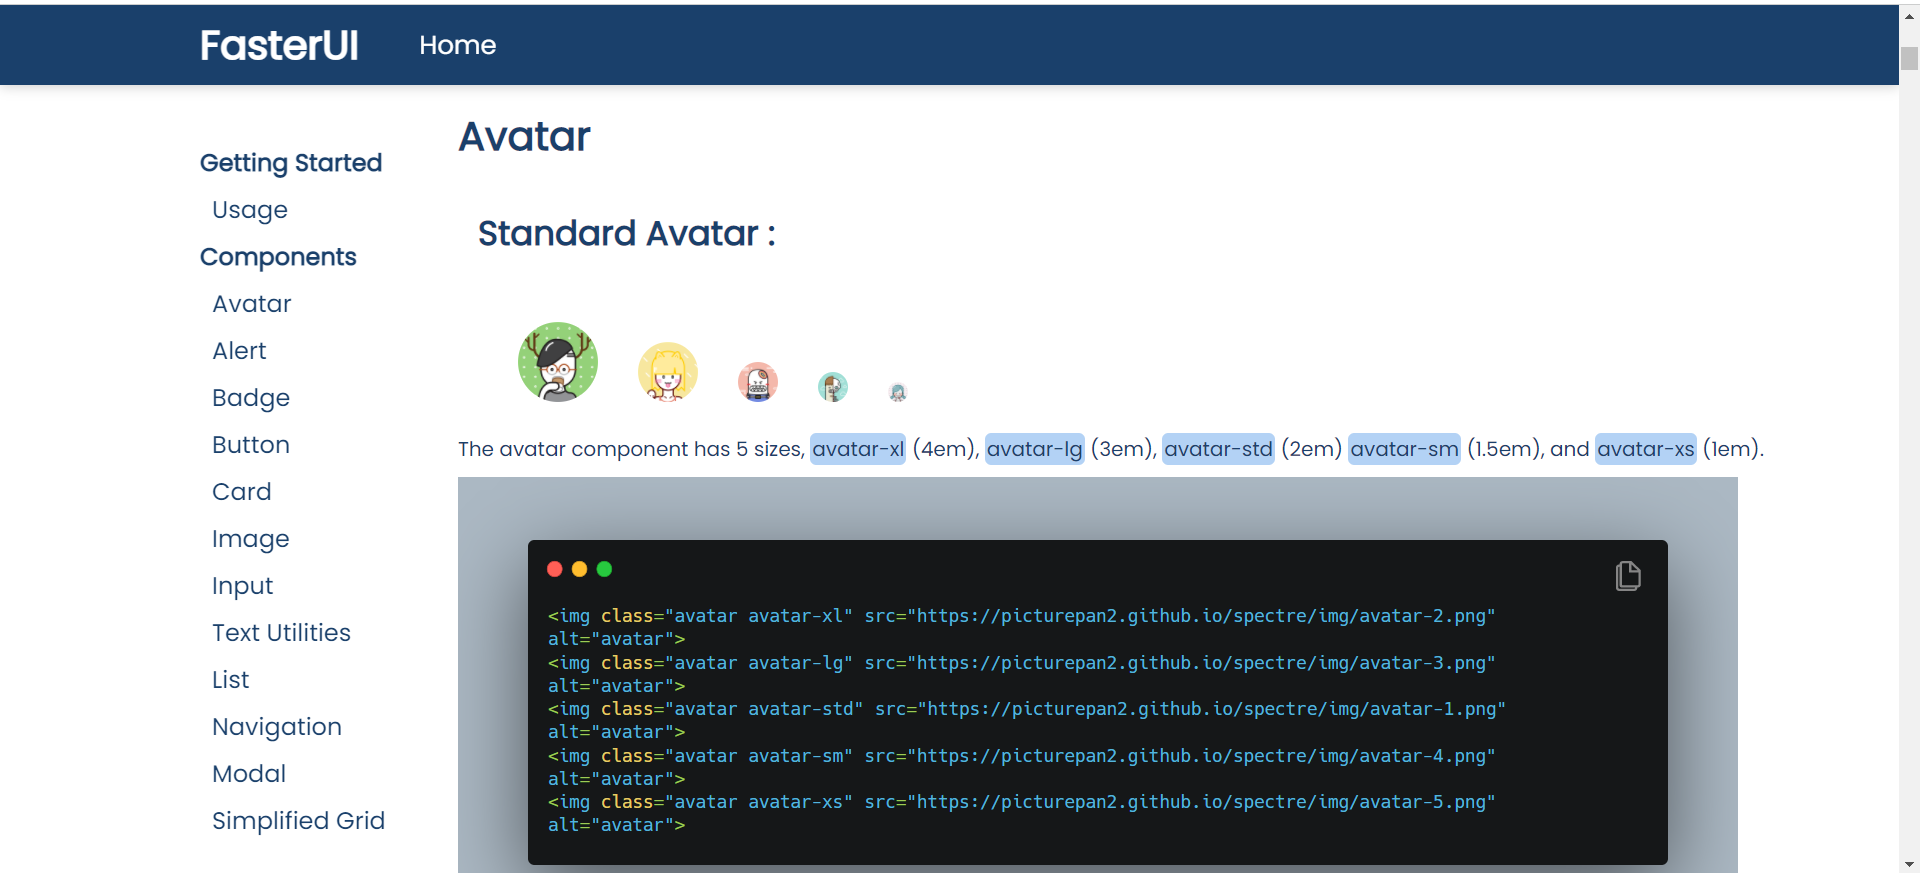 FasterUI
Home
Getting Started
Usage
Components
Avatar
Alert
Badge
Button
Card
Image
Input
Text Utilities
List
Navigation
Modal
Simplified Grid
Avatar
Standard Avatar :
The avatar component has 5 sizes, avatar-xl (4em), avatar-lg (3em), avatar-std (2em) avatar-sm (1.5em), and avatar-xs (1em).
<img class="avatar avatar-xl" src="https://picturepan2.github.io/spectre/img/avatar-2.png"
alt="avatar">
<img class="avatar avatar-lg" src="https://picturepan2.github.io/spectre/img/avatar-3.png"
alt="avatar">
<img class="avatar avatar-std" src="https://picturepan2.github.io/spectre/img/avatar-1.png"
alt="avatar">
<img class="avatar avatar-sm" src="https://picturepan2.github.io/spectre/img/avatar-4.png"
alt="avatar">
<img class="avatar avatar-xs" src="https://picturepan2.github.io/spectre/img/avatar-5.png"
alt="avatar">